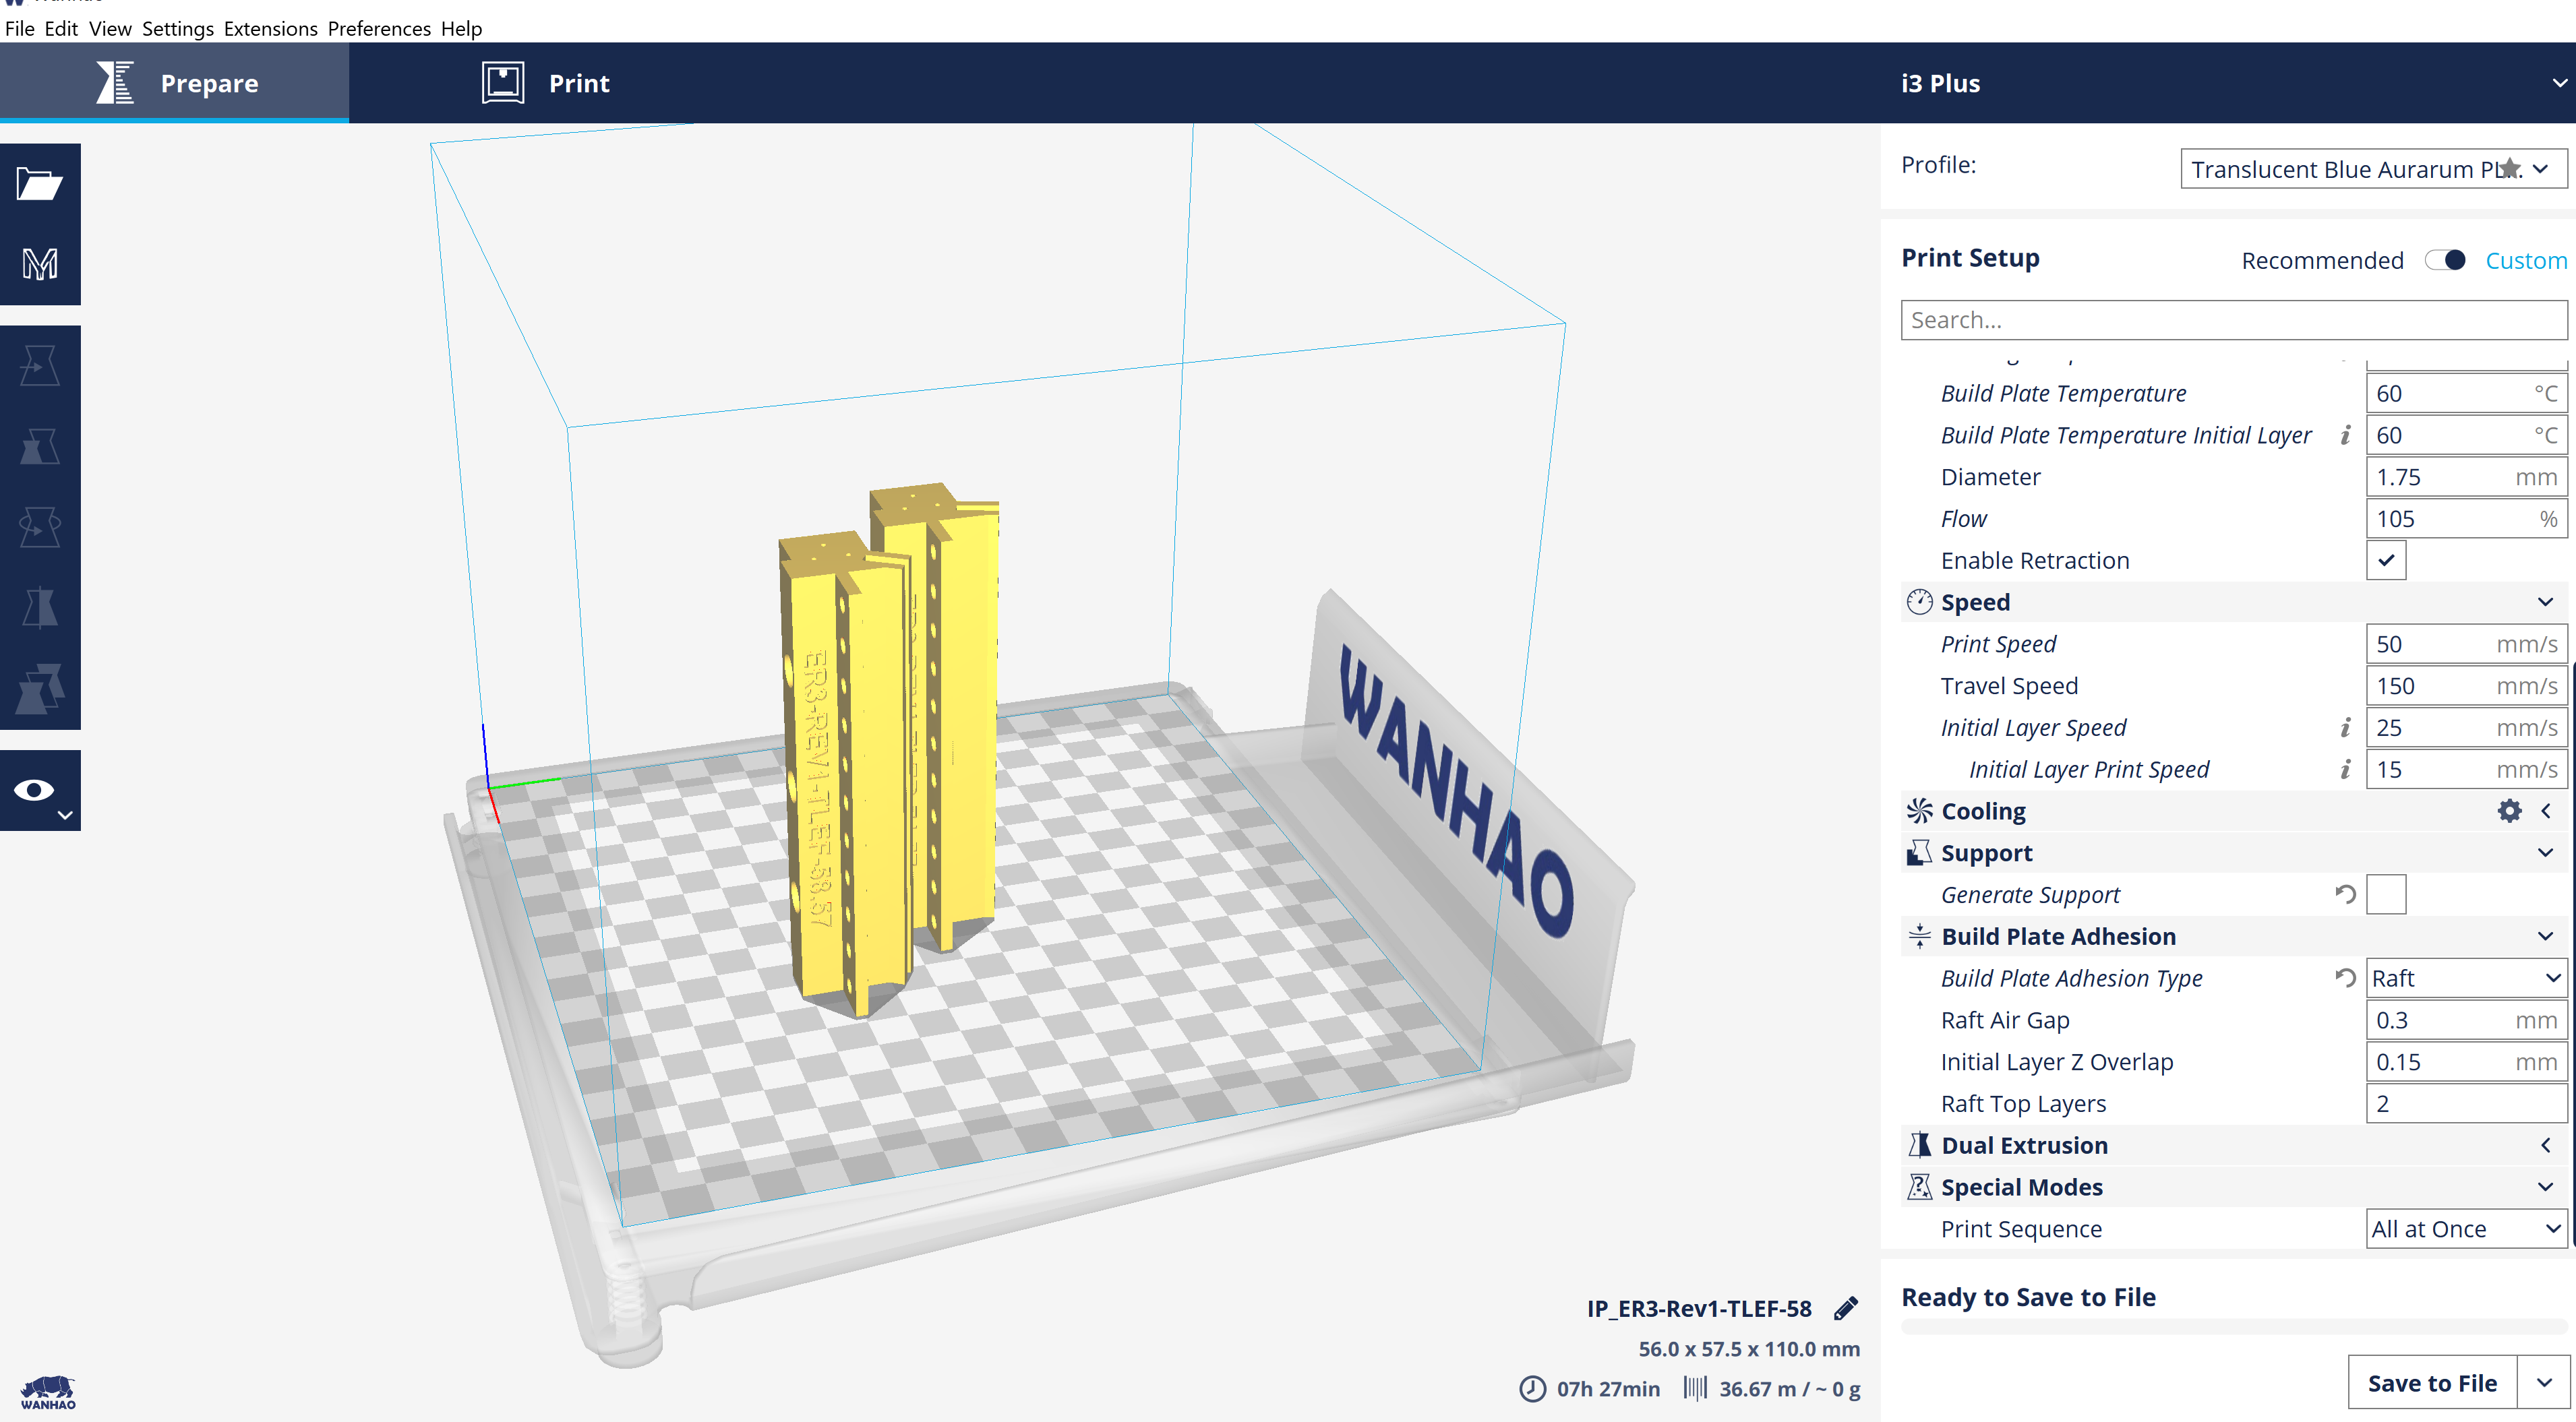 File Edit View Settings Extensions Preferences Help
Prepare
Print
i3 Plus
Profile:
Translucent Blue Aurarum PL...
Print Setup
Recommended
Custom
Search...
Build Plate Temperature
60 °C
Build Plate Temperature Initial Layer
60 °C
Diameter
1.75 mm
Flow
105 %
Enable Retraction
Speed
Print Speed
50 mm/s
Travel Speed
150 mm/s
Initial Layer Speed
25 mm/s
Initial Layer Print Speed
15 mm/s
Cooling
Support
Generate Support
Build Plate Adhesion
Build Plate Adhesion Type
Raft
Raft Air Gap
0.3 mm
Initial Layer Z Overlap
0.15 mm
Raft Top Layers
2
Dual Extrusion
Special Modes
Print Sequence
All at Once
Ready to Save to File
Save to File
ER3-REV1-TLEF-58.57
WANHAO
IP_ER3-Rev1-TLEF-58
56.0 x 57.5 x 110.0 mm
07h 27min
36.67 m / ~ 0 g
WANHAO